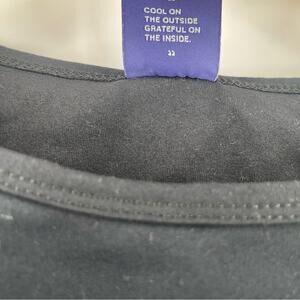 COOL ON
THE OUTSIDE
GRATEFUL ON
THE INSIDE.